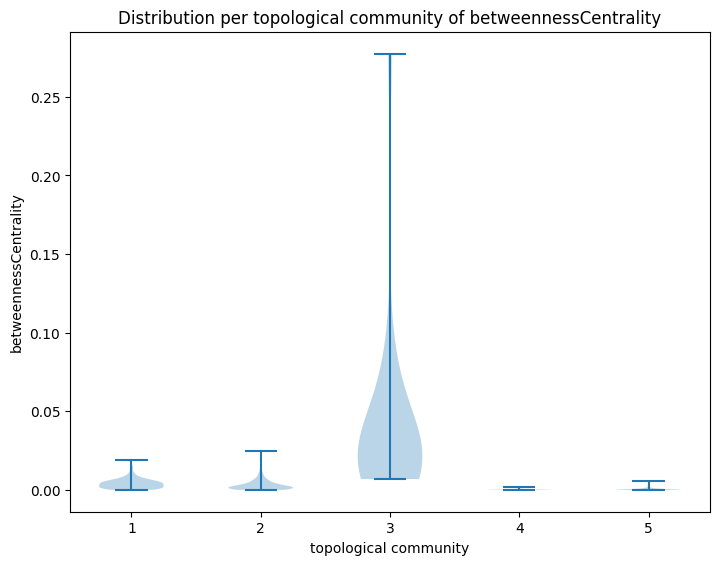 Distribution per topological community of betweennessCentrality
betweennessCentrality
0.25
0.20
0.15
0.10
0.05
0.00
1 2 3 4 5
topological community